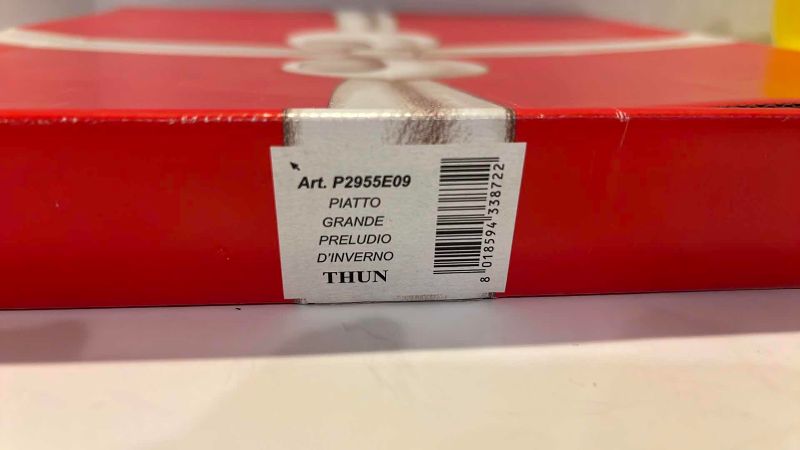 Art. P2955E09
PIATTO
GRANDE
PRELUDIO
D'INVERNO
THUN
8 018594 338722